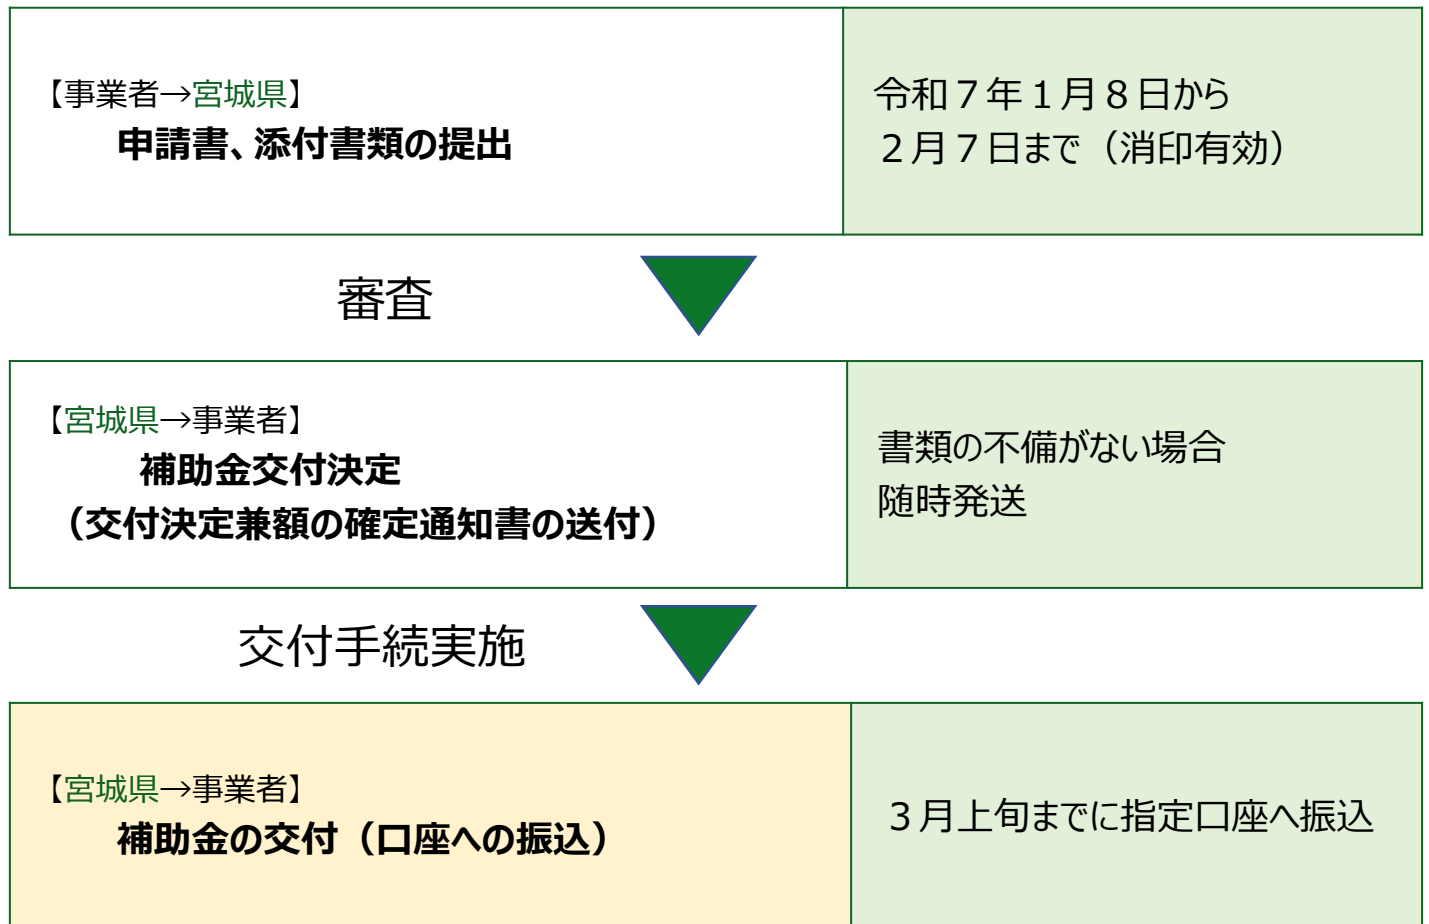 【事業者→宮城県】
申請書、添付書類の提出
令和７年１月８日から
２月７日まで（消印有効）
審査
【宮城県→事業者】
補助金交付決定
（交付決定兼額の確定通知書の送付）
書類の不備がない場合
随時発送
交付手続実施
【宮城県→事業者】
補助金の交付（口座への振込）
３月上旬までに指定口座へ振込